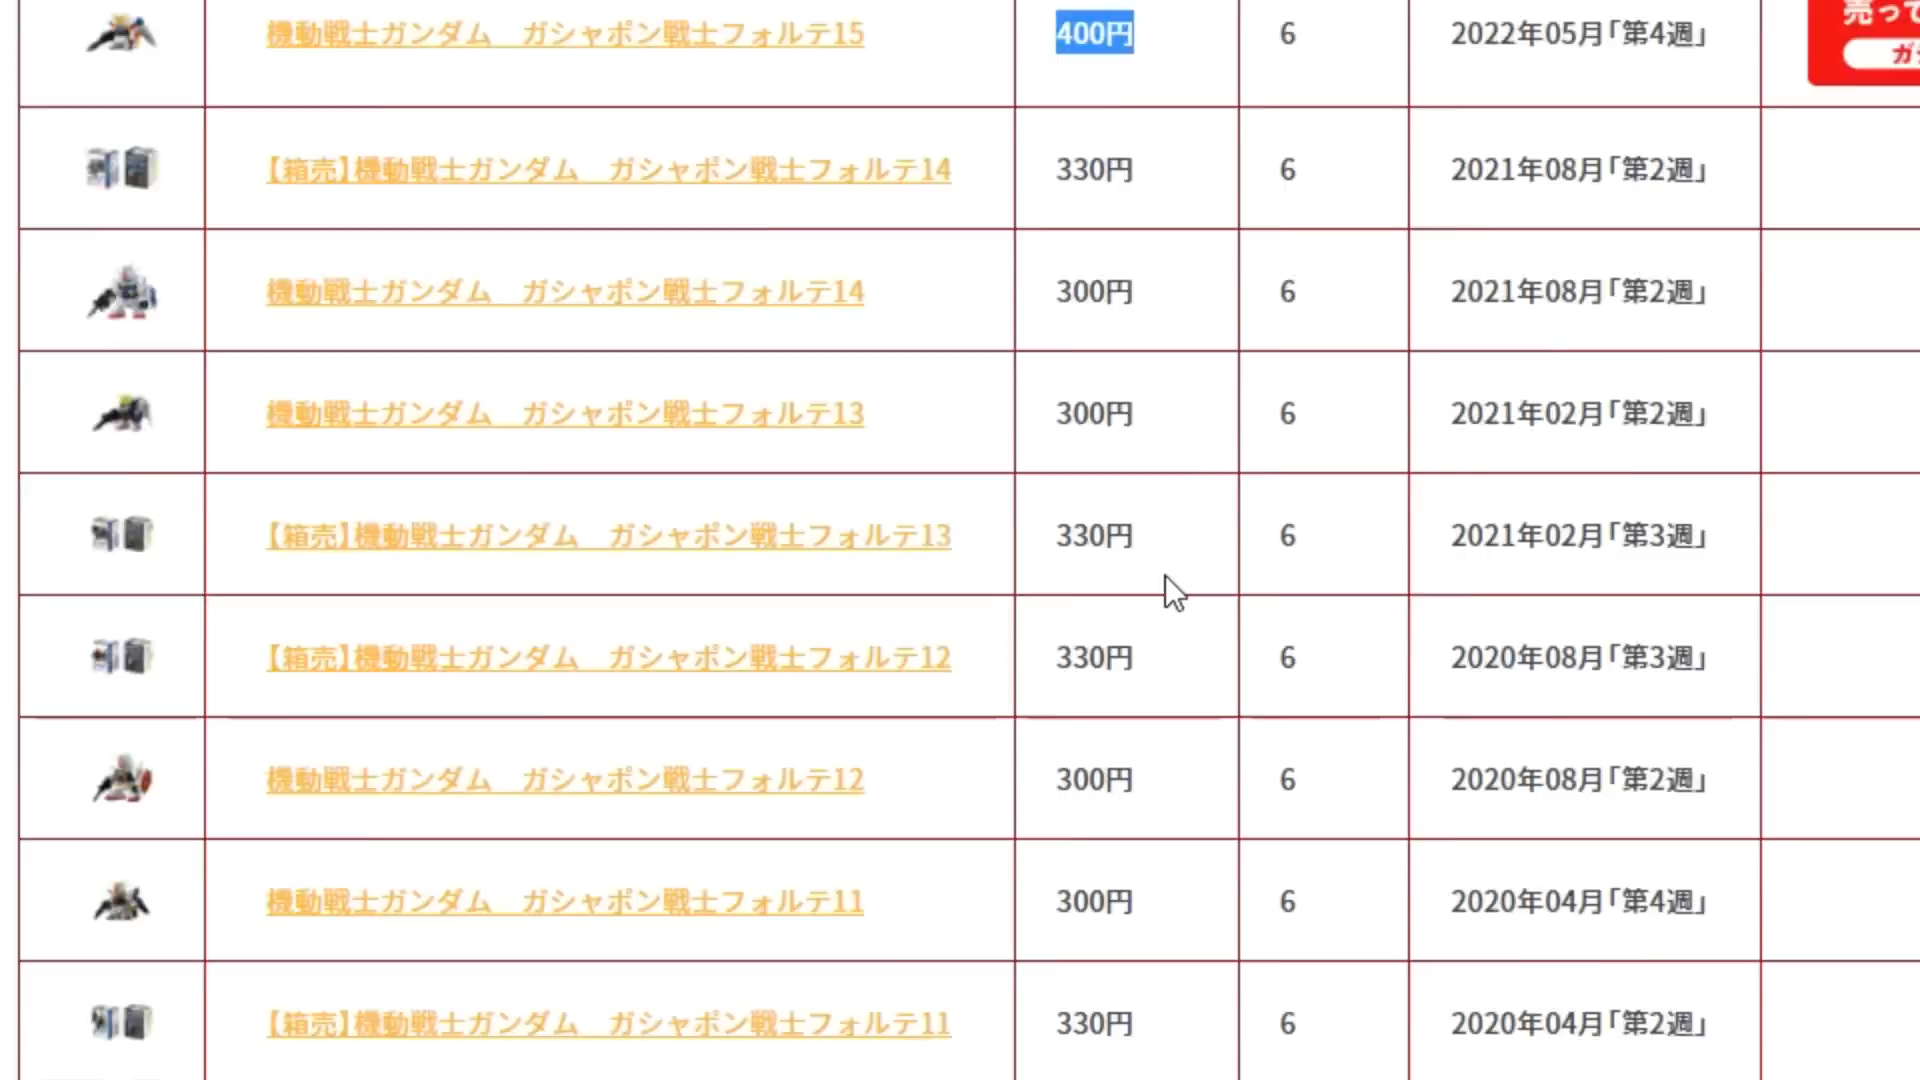 機動戦士ガンダム　ガシャポン戦士フォルテ15 400円 6 2022年05月「第4週」 売って
ガシ
【箱売】機動戦士ガンダム　ガシャポン戦士フォルテ14 330円 6 2021年08月「第2週」
機動戦士ガンダム　ガシャポン戦士フォルテ14 300円 6 2021年08月「第2週」
機動戦士ガンダム　ガシャポン戦士フォルテ13 300円 6 2021年02月「第2週」
【箱売】機動戦士ガンダム　ガシャポン戦士フォルテ13 330円 6 2021年02月「第3週」
【箱売】機動戦士ガンダム　ガシャポン戦士フォルテ12 330円 6 2020年08月「第3週」
機動戦士ガンダム　ガシャポン戦士フォルテ12 300円 6 2020年08月「第2週」
機動戦士ガンダム　ガシャポン戦士フォルテ11 300円 6 2020年04月「第4週」
【箱売】機動戦士ガンダム　ガシャポン戦士フォルテ11 330円 6 2020年04月「第2週」